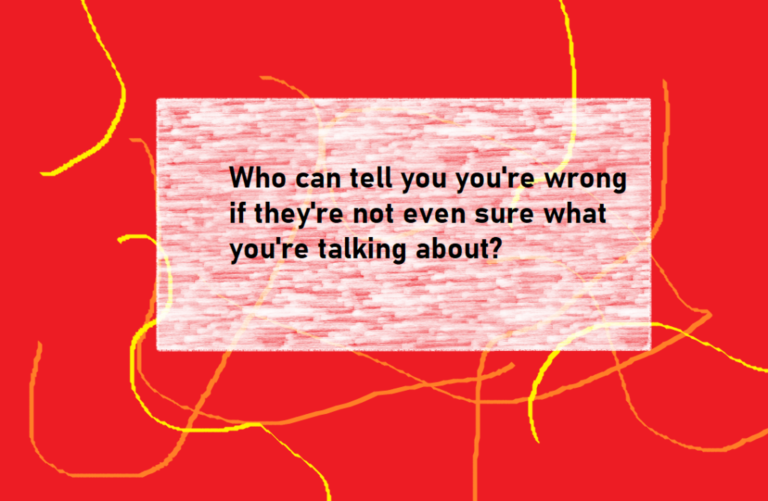 Who can tell you you're wrong
if they're not even sure what
you're talking about?